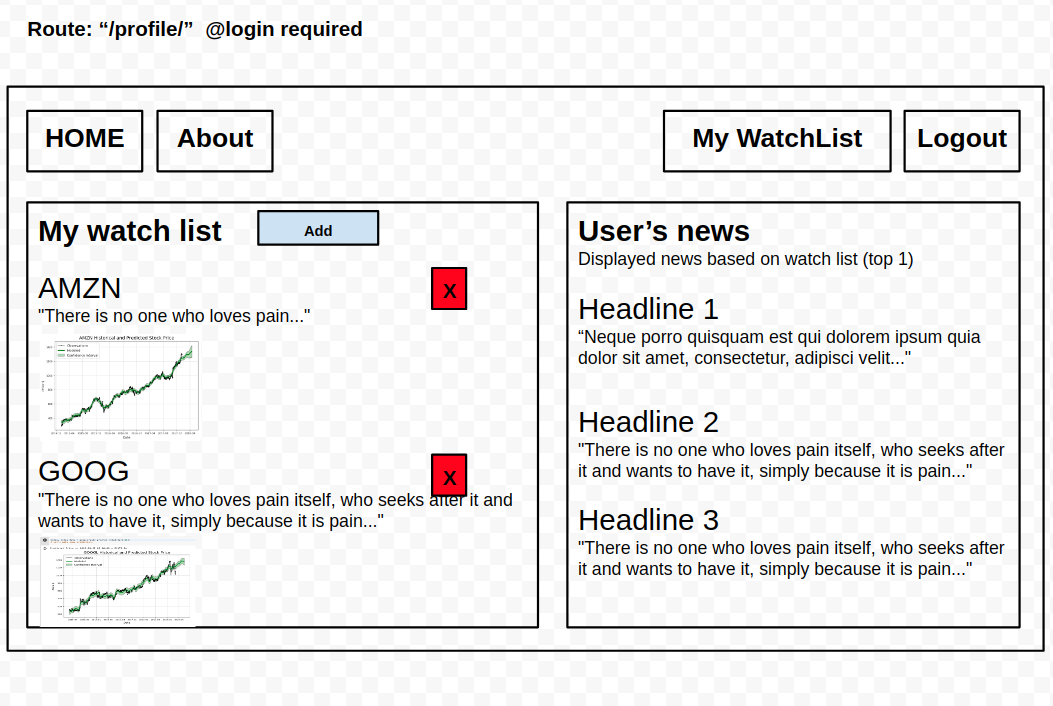 Route: “/profile/” @login required
HOME
About
My WatchList
Logout
My watch list
Add
AMZN
X
"There is no one who loves pain..."
AMZN Historical and Predicted Stock Price
Date
GOOG
X
"There is no one who loves pain itself, who seeks after it and
wants to have it, simply because it is pain..."
GOOGL Historical and Predicted Stock Price
User’s news
Displayed news based on watch list (top 1)
Headline 1
“Neque porro quisquam est qui dolorem ipsum quia
dolor sit amet, consectetur, adipisci velit..."
Headline 2
"There is no one who loves pain itself, who seeks after
it and wants to have it, simply because it is pain..."
Headline 3
"There is no one who loves pain itself, who seeks after
it and wants to have it, simply because it is pain..."